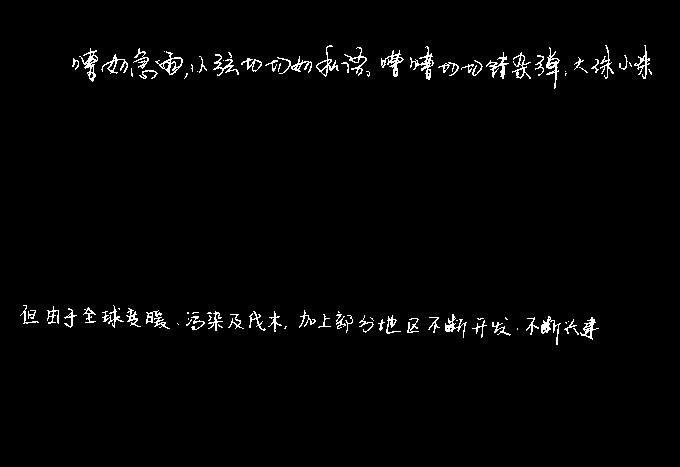 嘈如急雨,小弦切切如私语。嘈嘈切切错杂弹,大珠小珠
但由于全球变暖、污染及伐木,加上部分地区不断开发、不断兴建